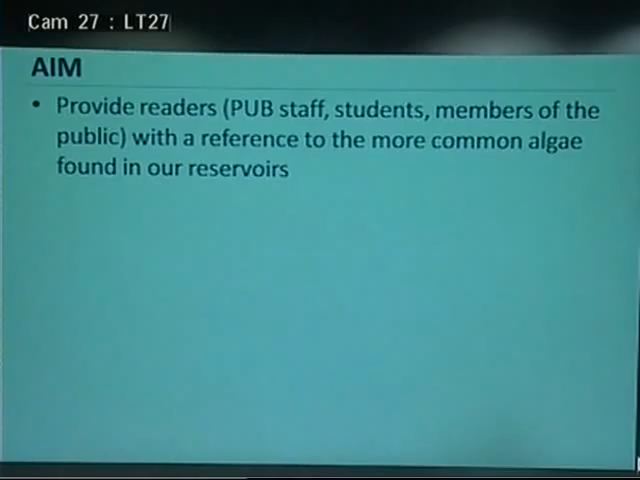 Cam 27 : LT27
AIM
• Provide readers (PUB staff, students, members of the
public) with a reference to the more common algae
found in our reservoirs